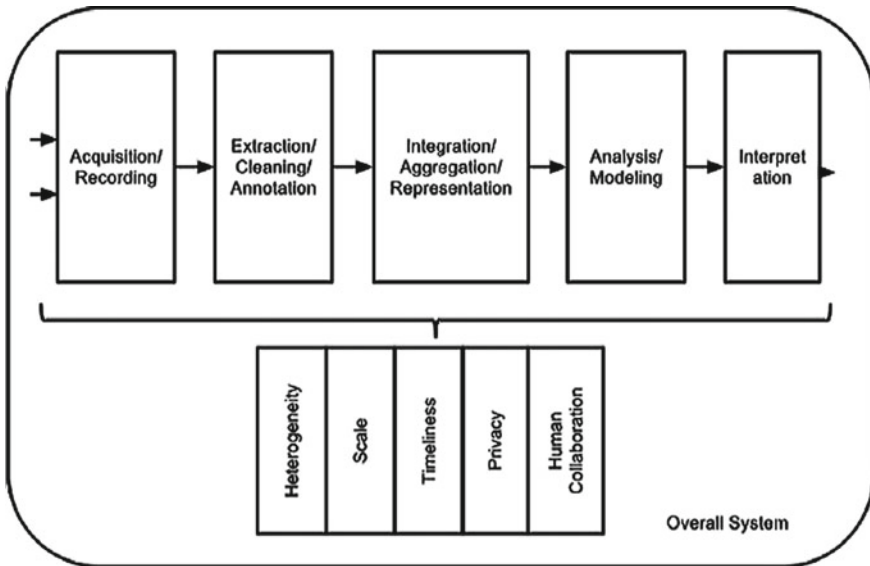 Acquisition/
Recording
Extraction/
Cleaning/
Annotation
Integration/
Aggregation/
Representation
Analysis/
Modeling
Interpret
ation
Heterogeneity
Scale
Timeliness
Privacy
Human
Collaboration
Overall System